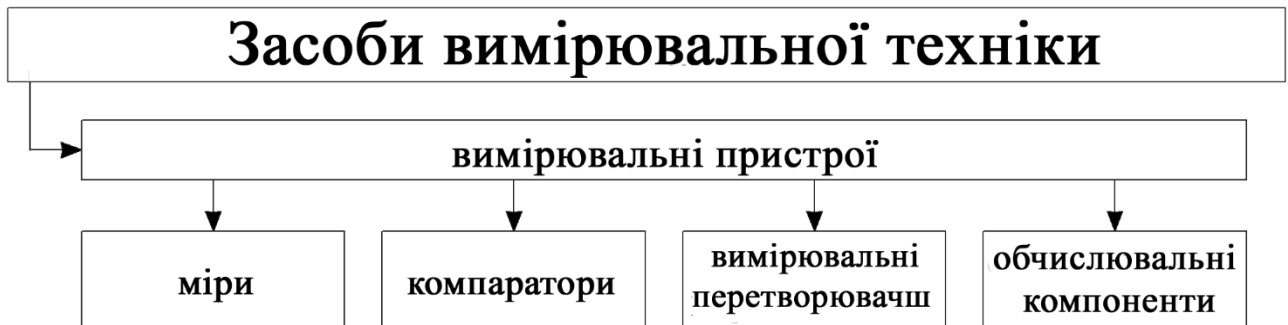 Засоби вимірювальної техніки
вимірювальні пристрої
міри
компаратори
вимірювальні
перетворювачш
обчислювальні
компоненти